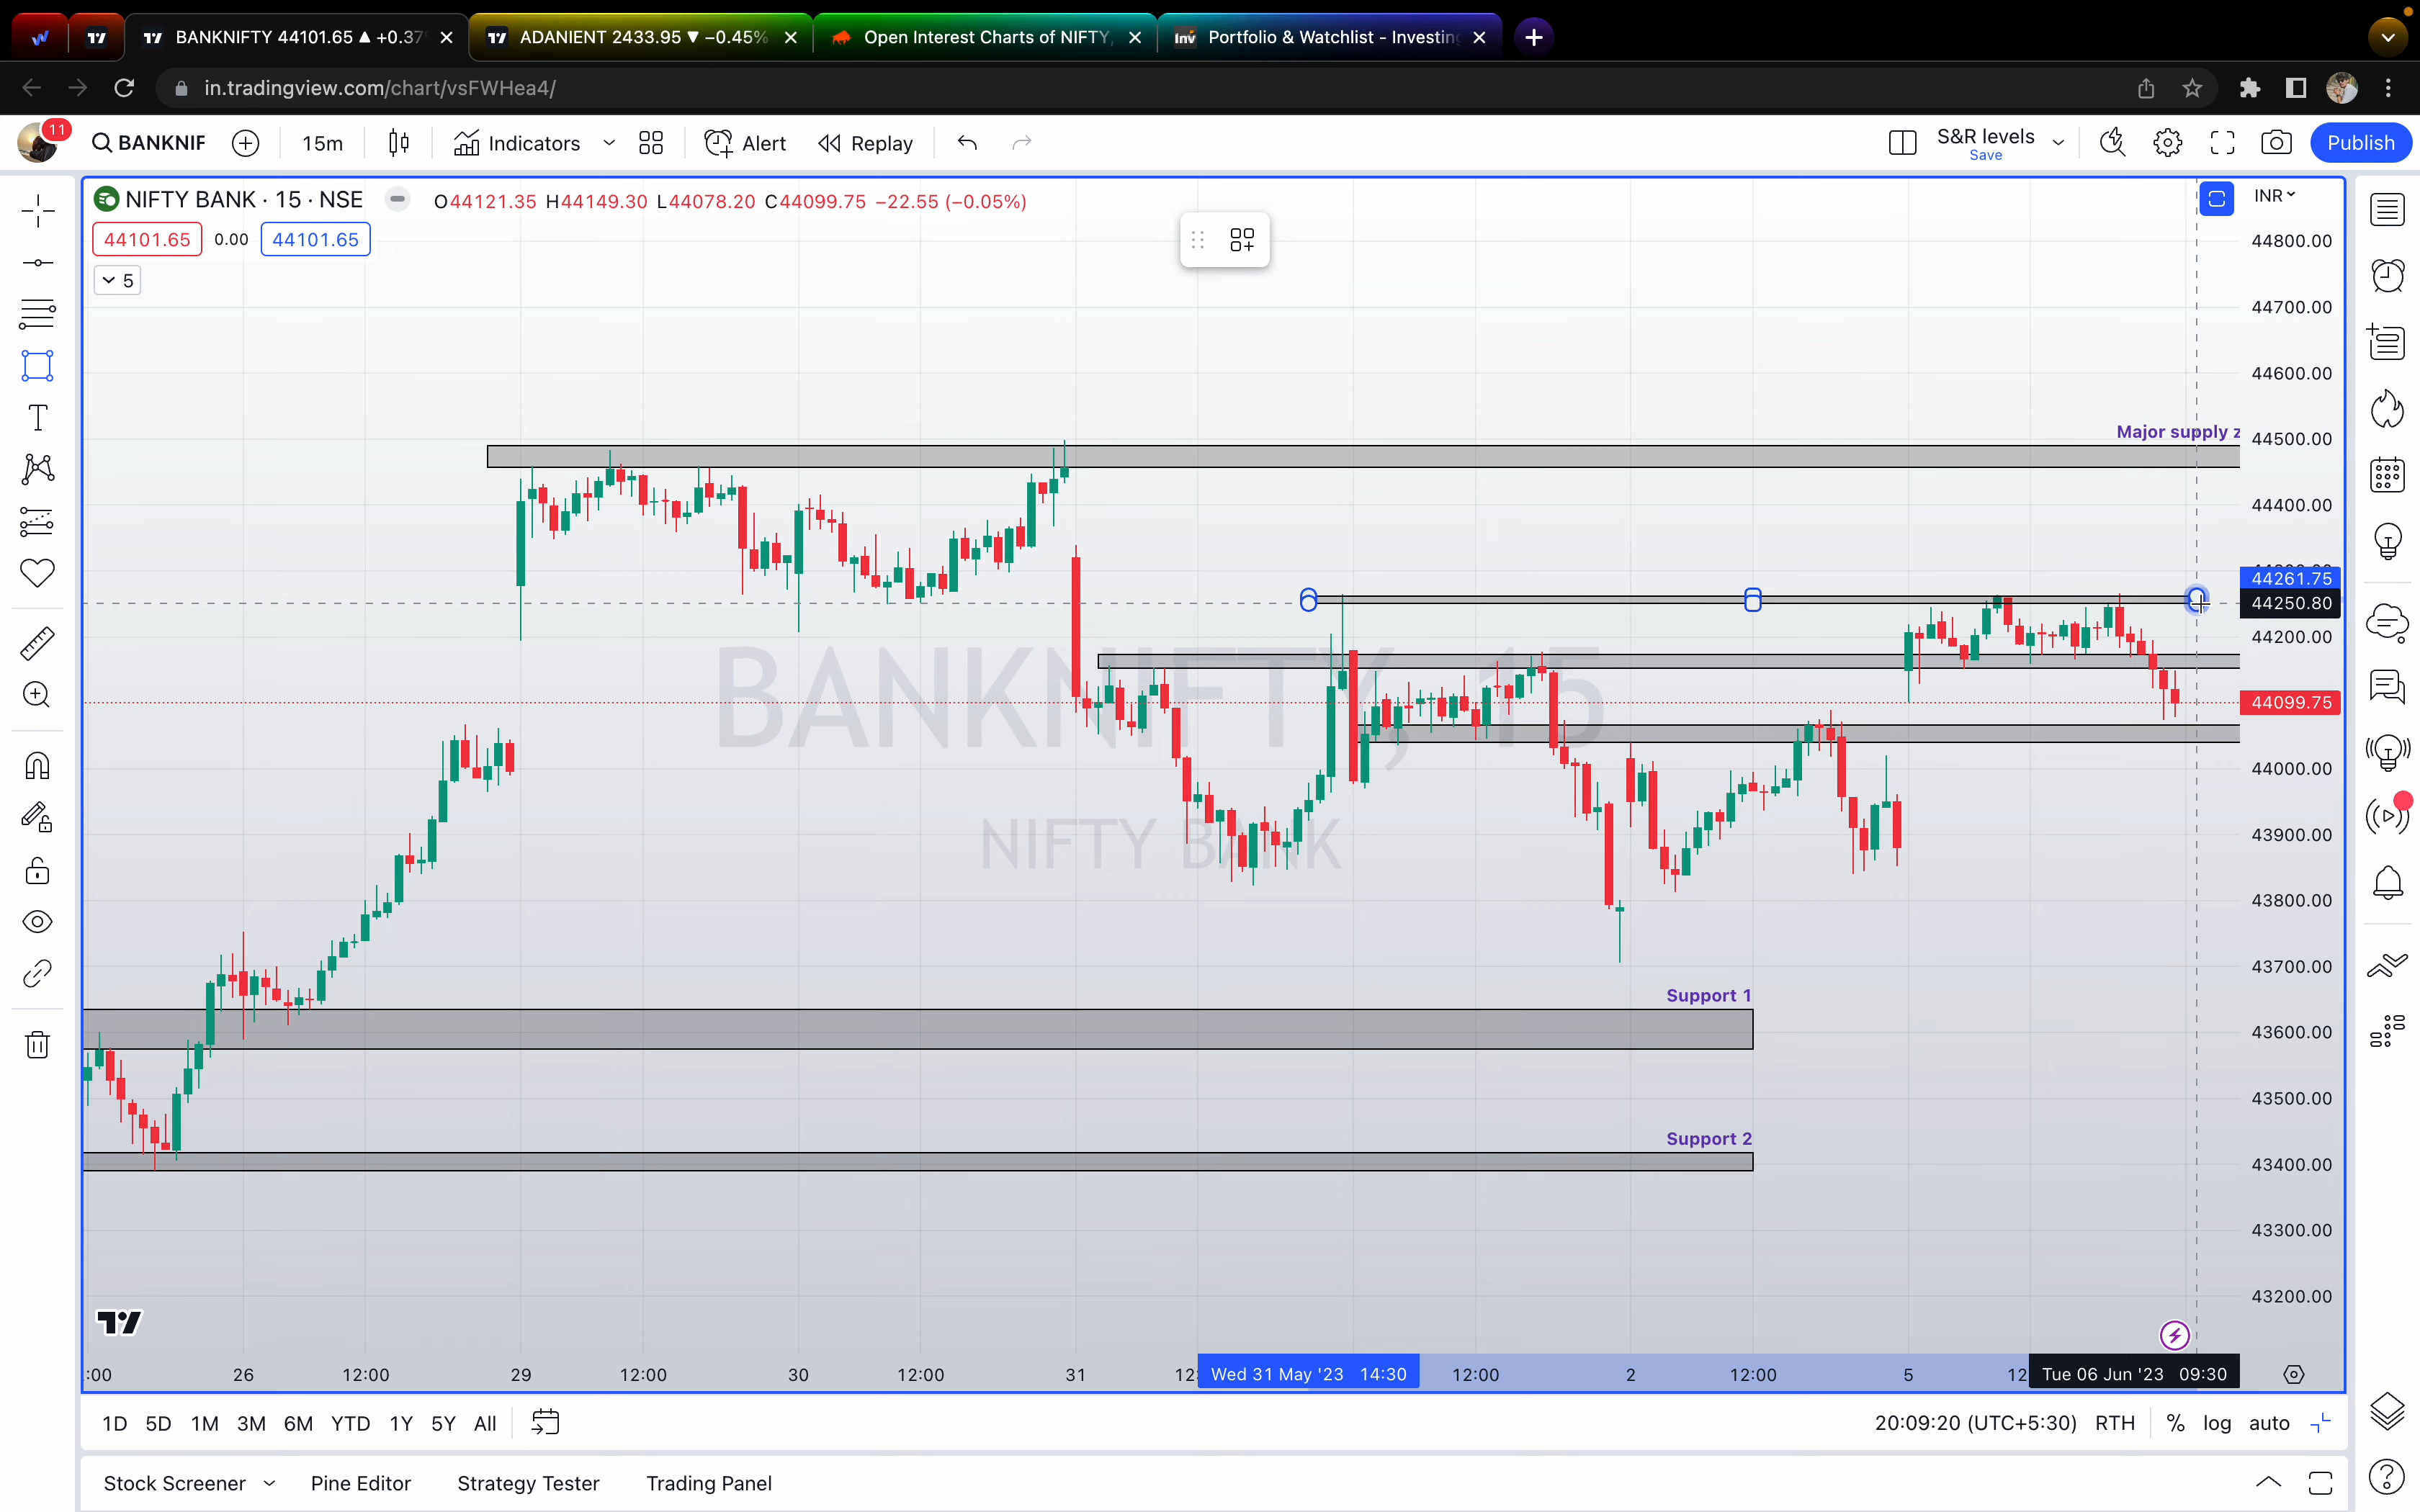 BANKNIFTY 44101.65 ▲ +0.37
ADANIENT 2433.95 ▼ −0.45%
Open Interest Charts of NIFTY,
Inv Portfolio & Watchlist - Investing
in.tradingview.com/chart/vsFWHea4/
11
BANKNIF
15m
Indicators
Alert
Replay
S&R levels
Save
Publish
NIFTY BANK · 15 · NSE
O44121.35 H44149.30 L44078.20 C44099.75 −22.55 (−0.05%)
INR
44101.65 0.00 44101.65
5
44800.00
44700.00
44600.00
Major supply z
44500.00
44400.00
44261.75
44250.80
44200.00
44099.75
44000.00
43900.00
43800.00
43700.00
43600.00
43500.00
43400.00
43300.00
43200.00
BANKNIFTY, 15
NIFTY BANK
Support 1
Support 2
:00 26 12:00 29 12:00 30 12:00 31 12: Wed 31 May '23 14:30 12:00 2 12:00 5 12 Tue 06 Jun '23 09:30
1D 5D 1M 3M 6M YTD 1Y 5Y All
20:09:20 (UTC+5:30) RTH % log auto
Stock Screener Pine Editor Strategy Tester Trading Panel